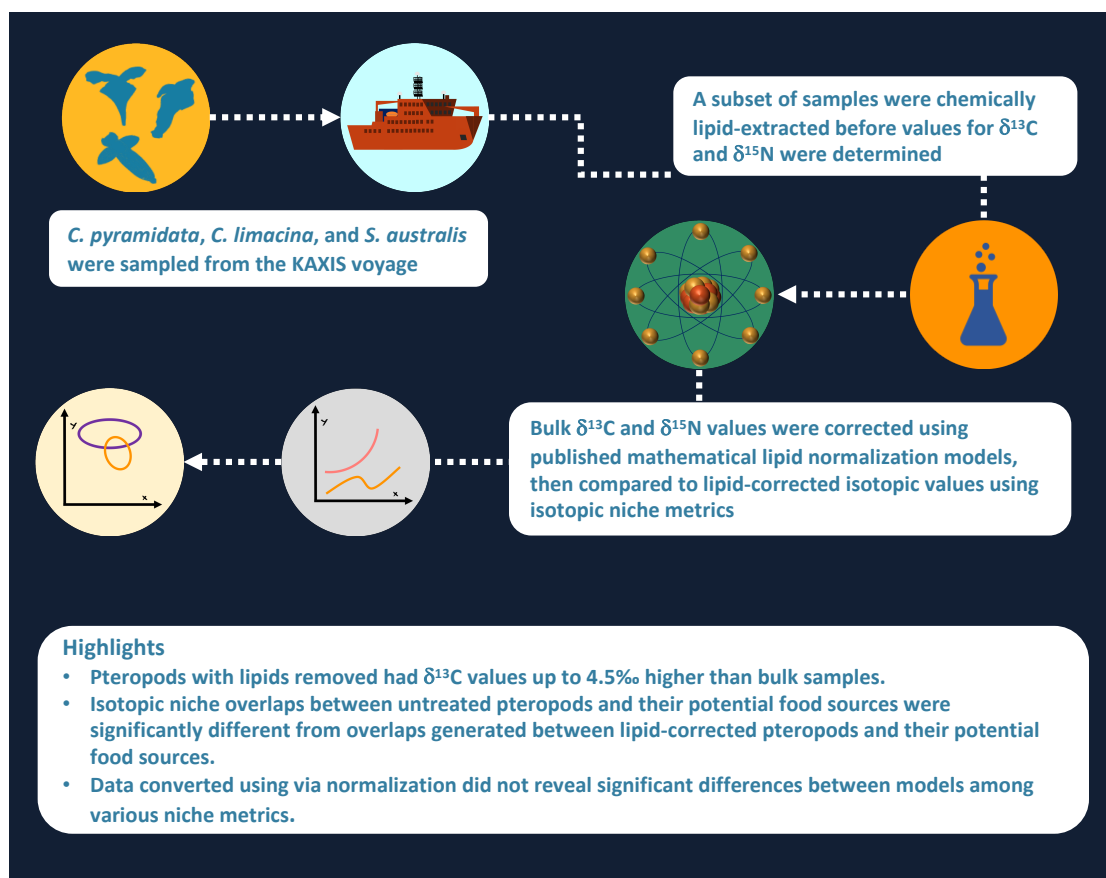 A subset of samples were chemically
lipid-extracted before values for δ¹³C
and δ¹⁵N were determined
C. pyramidata, C. limacina, and S. australis
were sampled from the KAXIS voyage
Y
x
Y
x
Bulk δ¹³C and δ¹⁵N values were corrected using
published mathematical lipid normalization models,
then compared to lipid-corrected isotopic values using
isotopic niche metrics
Highlights
• Pteropods with lipids removed had δ¹³C values up to 4.5‰ higher than bulk samples.
• Isotopic niche overlaps between untreated pteropods and their potential food sources were
significantly different from overlaps generated between lipid-corrected pteropods and their potential
food sources.
• Data converted using via normalization did not reveal significant differences between models among
various niche metrics.